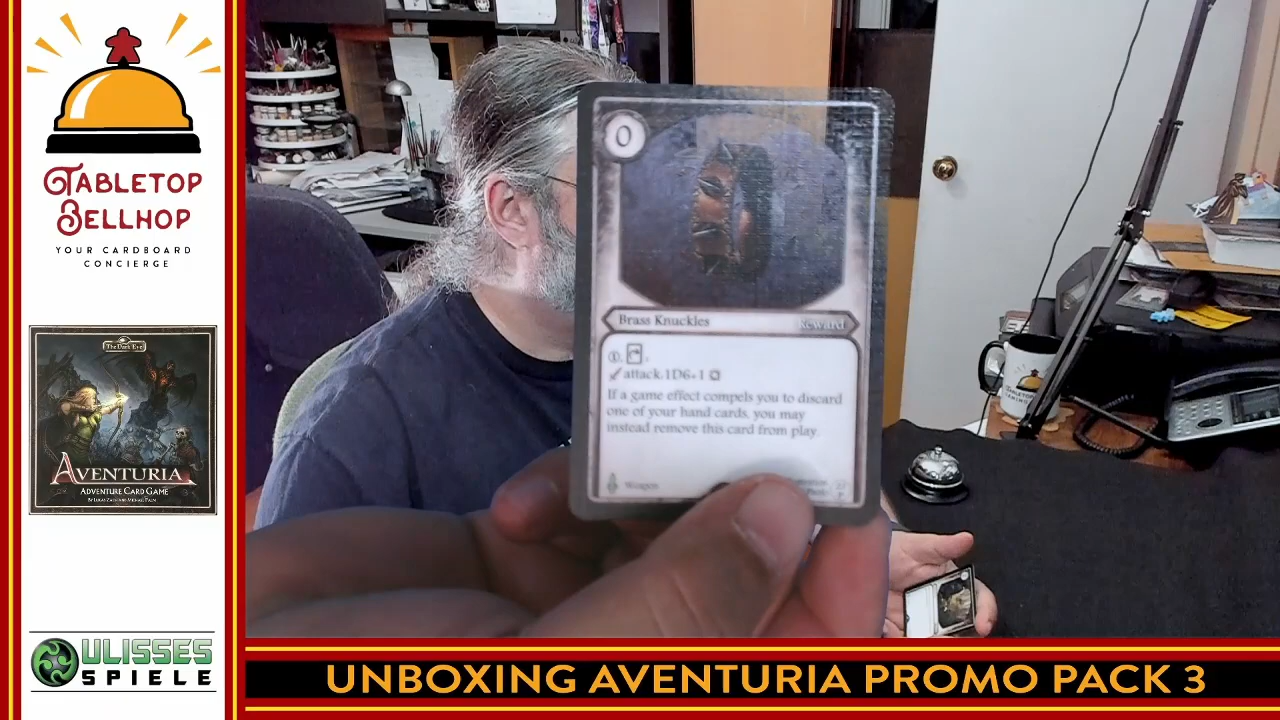 TABLETOP
BELLHOP
YOUR CARDBOARD
CONCIERGE
The Dark Eye
AVENTURIA
ADVENTURE CARD GAME
ULISSES
SPIELE
0
Brass Knuckles
Reward
attack. 1D6+1
If a game effect compels you to discard
one of your hand cards, you may
instead remove this card from play.
Weapon
TABLETOP
UNBOXING AVENTURIA PROMO PACK 3